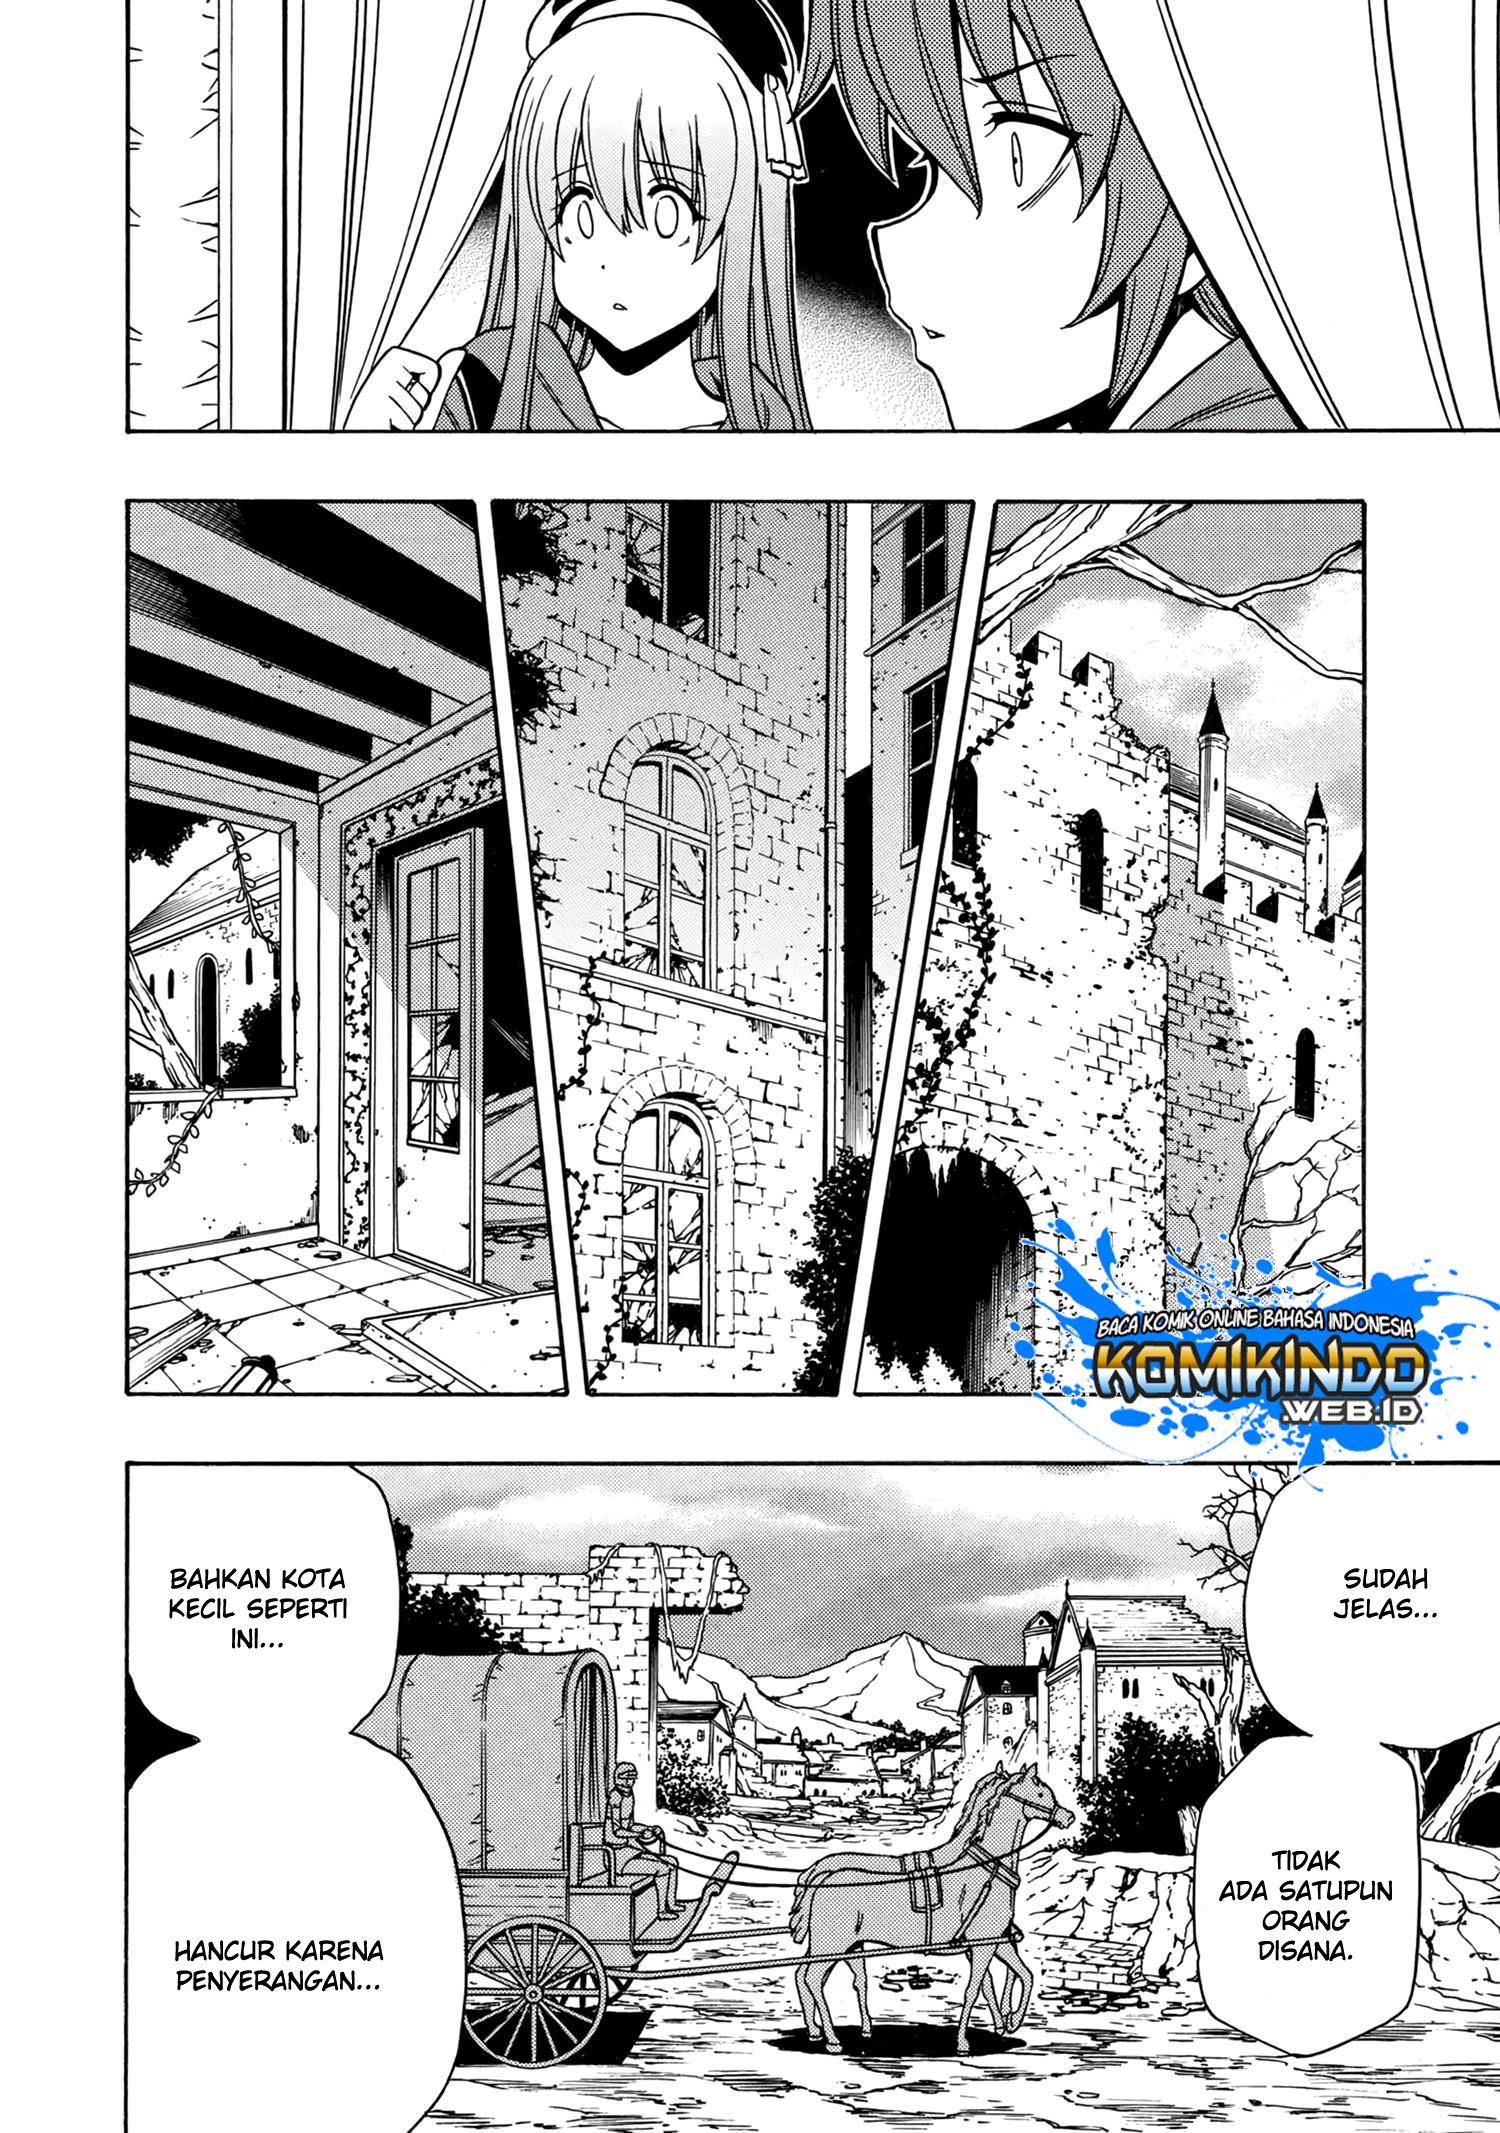 BACA KOMIK ONLINE BAHASA INDONESIA
KOMIKINDO
.WEB.ID
SUDAH
JELAS...
TIDAK
ADA SATUPUN
ORANG
DISANA.
BAHKAN KOTA
KECIL SEPERTI
INI...
HANCUR KARENA
PENYERANGAN...